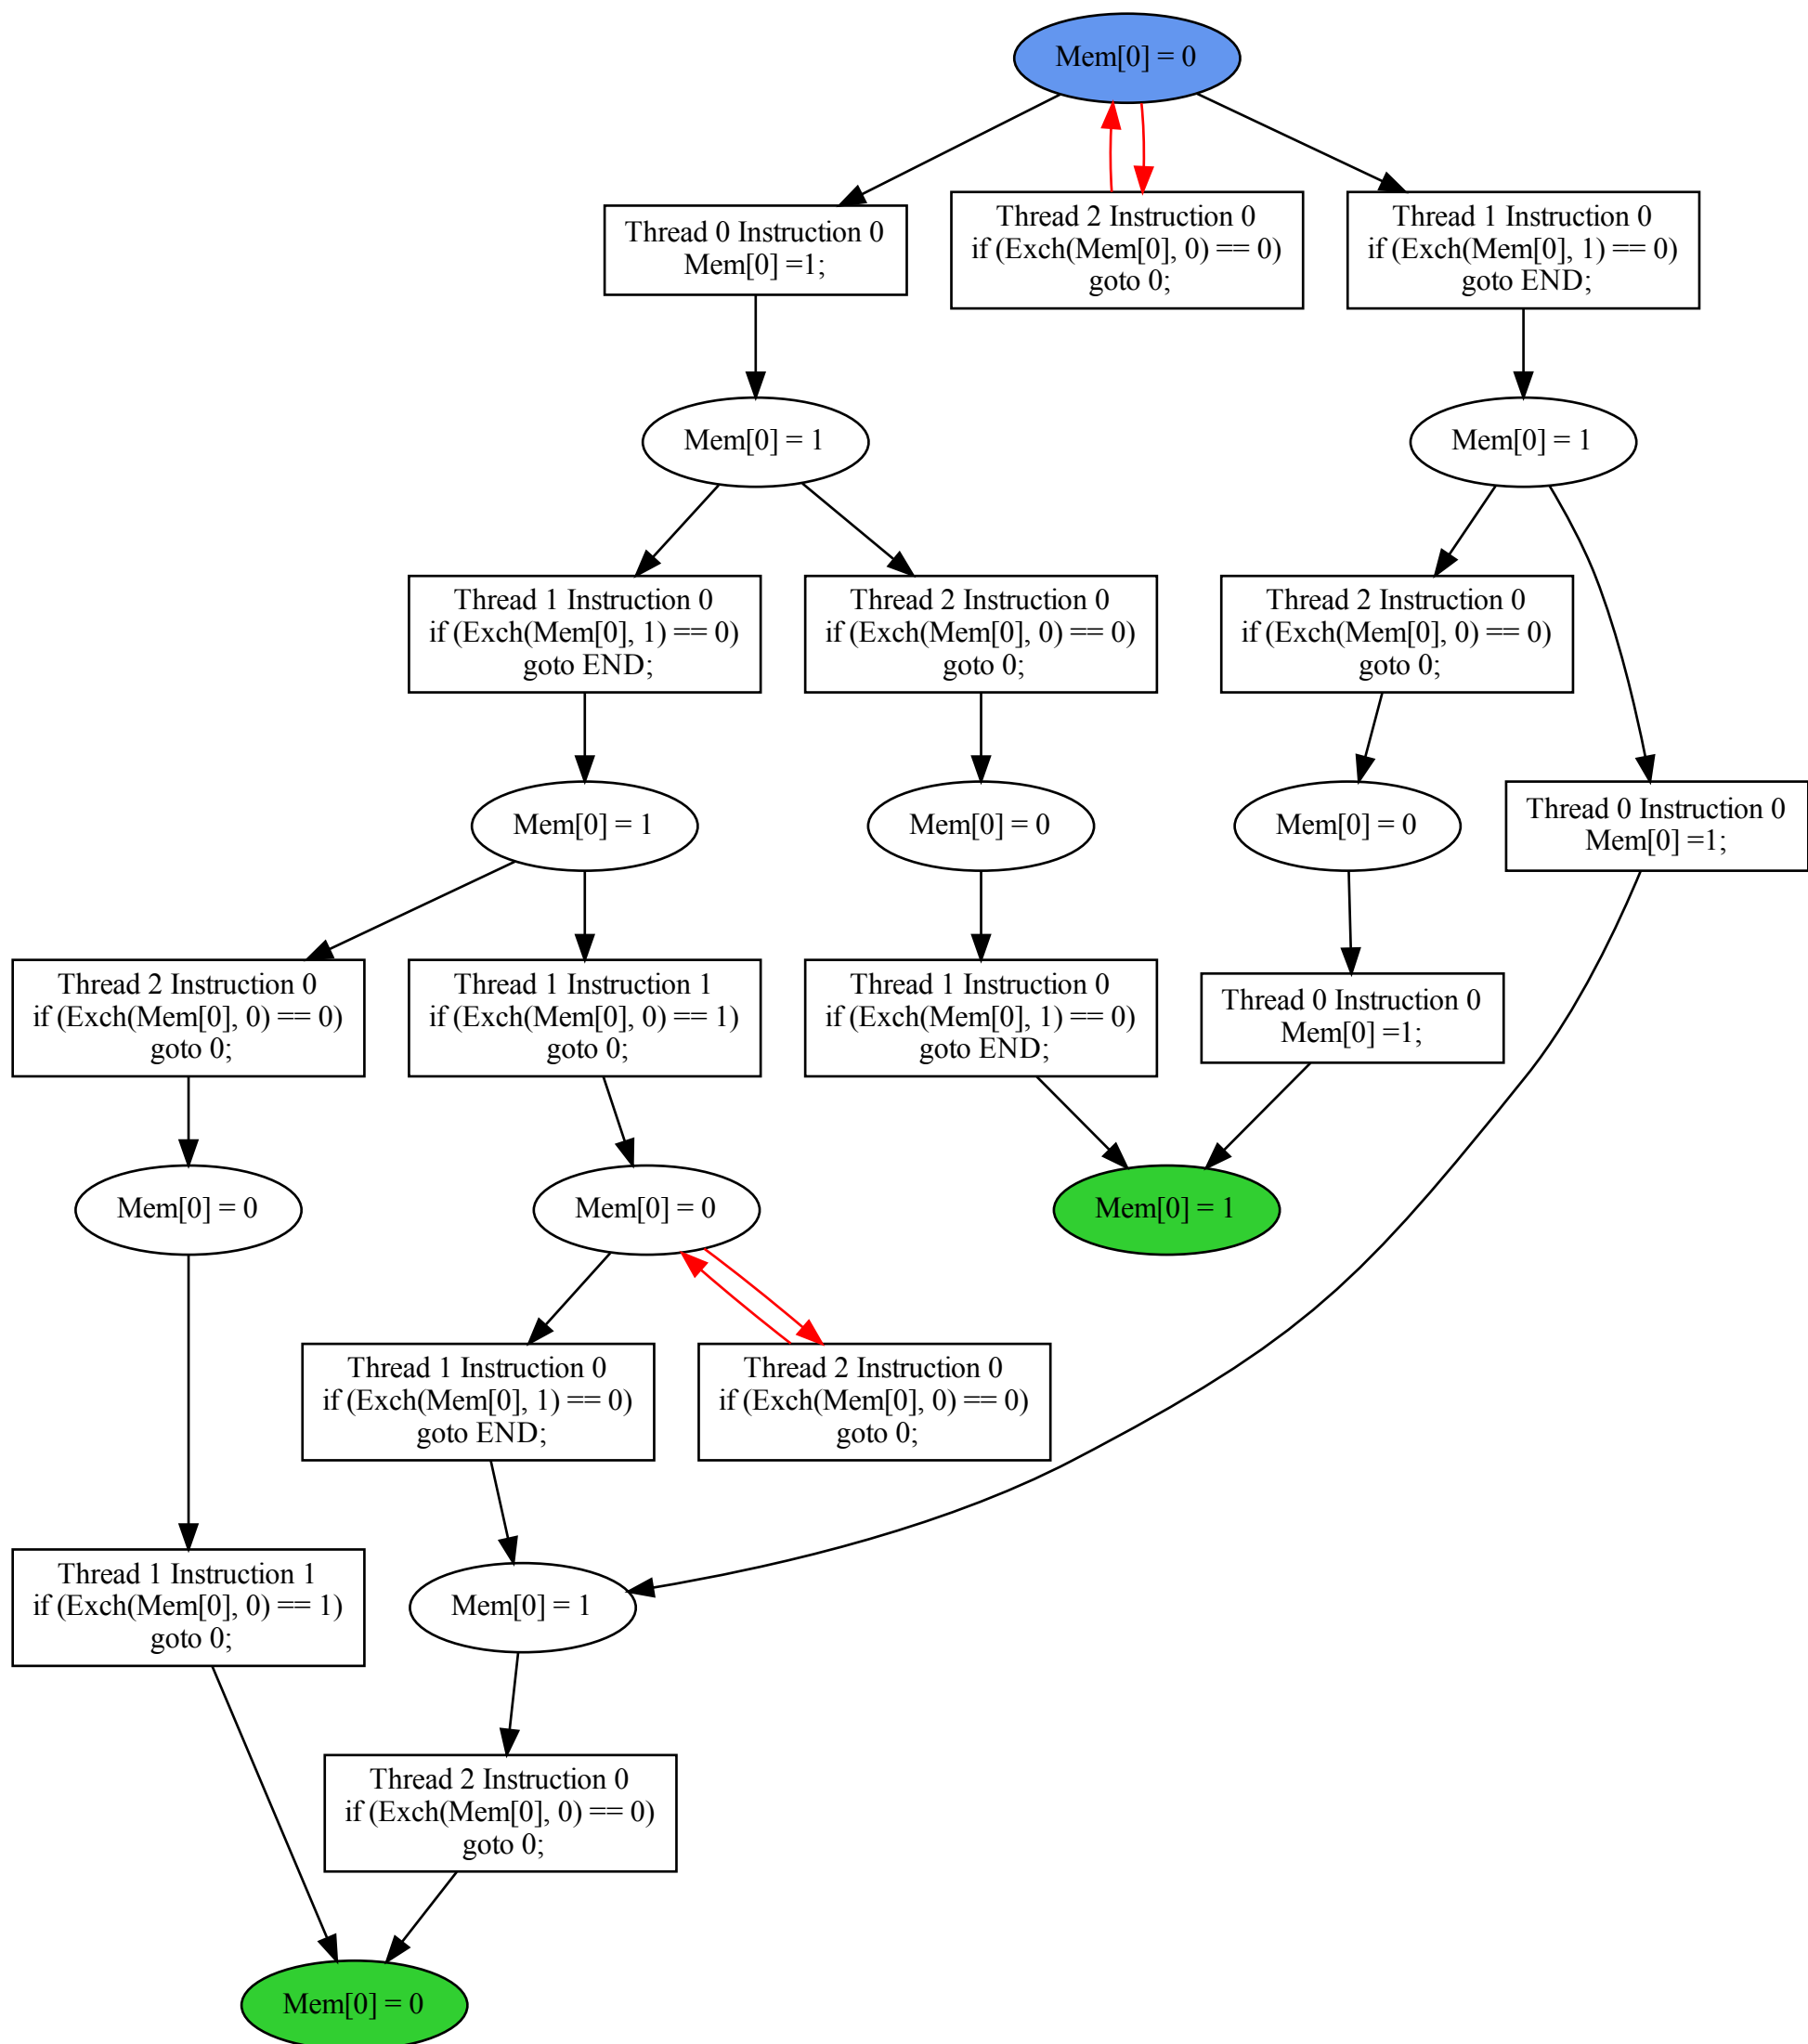 Mem[0] = 0
Thread 0 Instruction 0
Mem[0] =1;
Thread 2 Instruction 0
if (Exch(Mem[0], 0) == 0)
goto 0;
Thread 1 Instruction 0
if (Exch(Mem[0], 1) == 0)
goto END;
Mem[0] = 1
Mem[0] = 1
Thread 1 Instruction 0
if (Exch(Mem[0], 1) == 0)
goto END;
Thread 2 Instruction 0
if (Exch(Mem[0], 0) == 0)
goto 0;
Thread 2 Instruction 0
if (Exch(Mem[0], 0) == 0)
goto 0;
Mem[0] = 1
Mem[0] = 0
Mem[0] = 0
Thread 0 Instruction 0
Mem[0] =1;
Thread 2 Instruction 0
if (Exch(Mem[0], 0) == 0)
goto 0;
Thread 1 Instruction 1
if (Exch(Mem[0], 0) == 1)
goto 0;
Thread 1 Instruction 0
if (Exch(Mem[0], 1) == 0)
goto END;
Thread 0 Instruction 0
Mem[0] =1;
Mem[0] = 0
Mem[0] = 0
Mem[0] = 1
Thread 1 Instruction 0
if (Exch(Mem[0], 1) == 0)
goto END;
Thread 2 Instruction 0
if (Exch(Mem[0], 0) == 0)
goto 0;
Thread 1 Instruction 1
if (Exch(Mem[0], 0) == 1)
goto 0;
Mem[0] = 1
Thread 2 Instruction 0
if (Exch(Mem[0], 0) == 0)
goto 0;
Mem[0] = 0